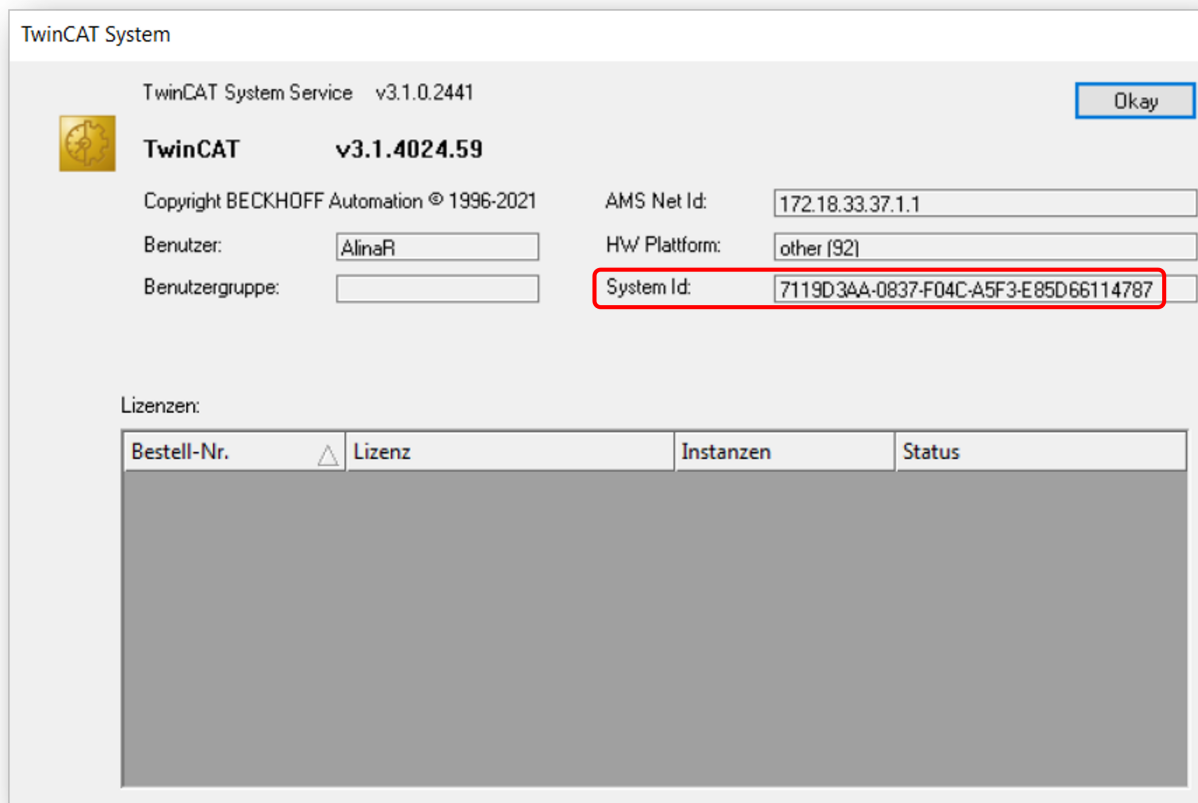 TwinCAT System
TwinCAT System Service v3.1.0.2441
Okay
TwinCAT v3.1.4024.59
Copyright BECKHOFF Automation © 1996-2021
AMS Net Id: 172.18.33.37.1.1
Benutzer: AlinaR
HW Plattform: other (92)
Benutzergruppe:
System Id: 7119D3AA-0837-F04C-A5F3-E85D66114787
Lizenzen:
Bestell-Nr. Lizenz Instanzen Status